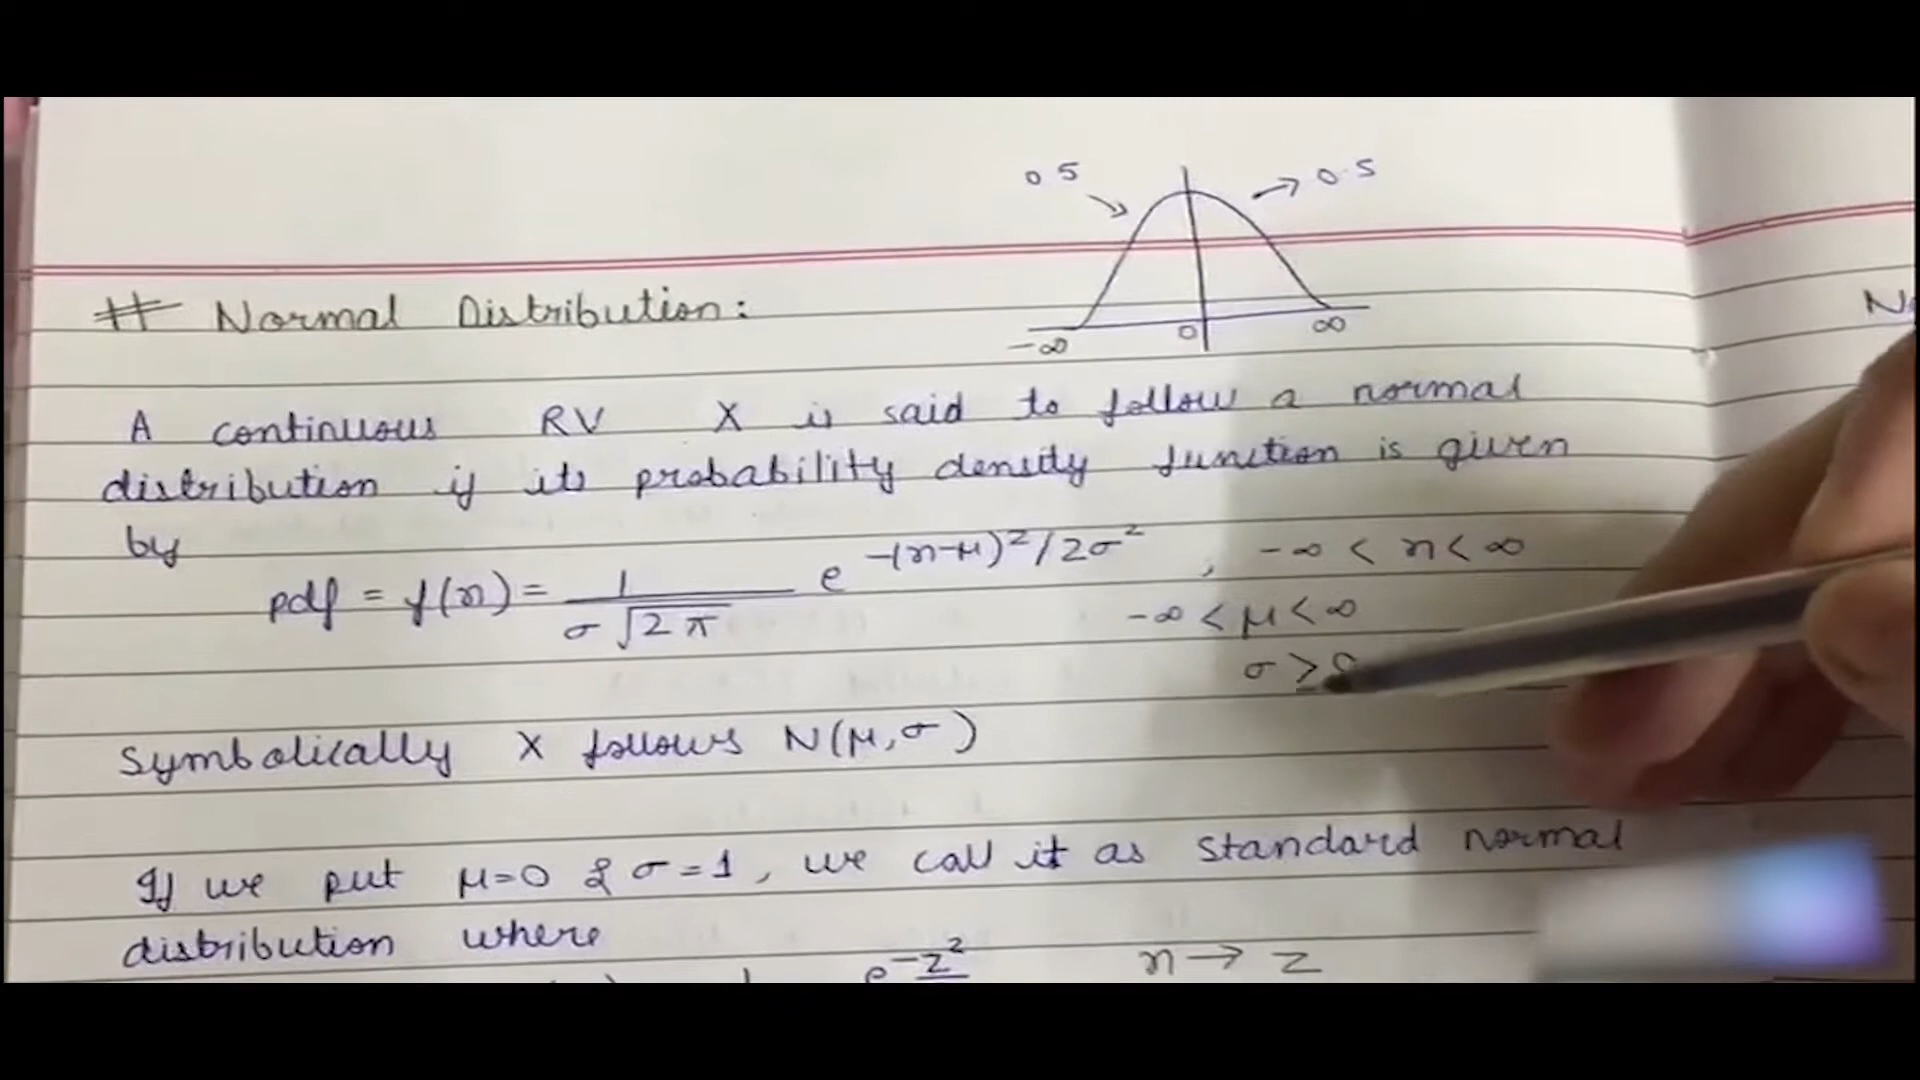 0.5 → 0.5
# Normal Distribution:
-∞ 0 ∞
A continuous RV X is said to follow a normal
distribution if its probability density function is given
by
pdf = f(x) = 1/σ√2π e^-(x-μ)²/2σ² , -∞ < x < ∞
-∞ < μ < ∞
σ ≥
Symbolically X follows N(μ, σ)
If we put μ=0 & σ=1, we call it as standard normal
distribution where
e^-z² x → z